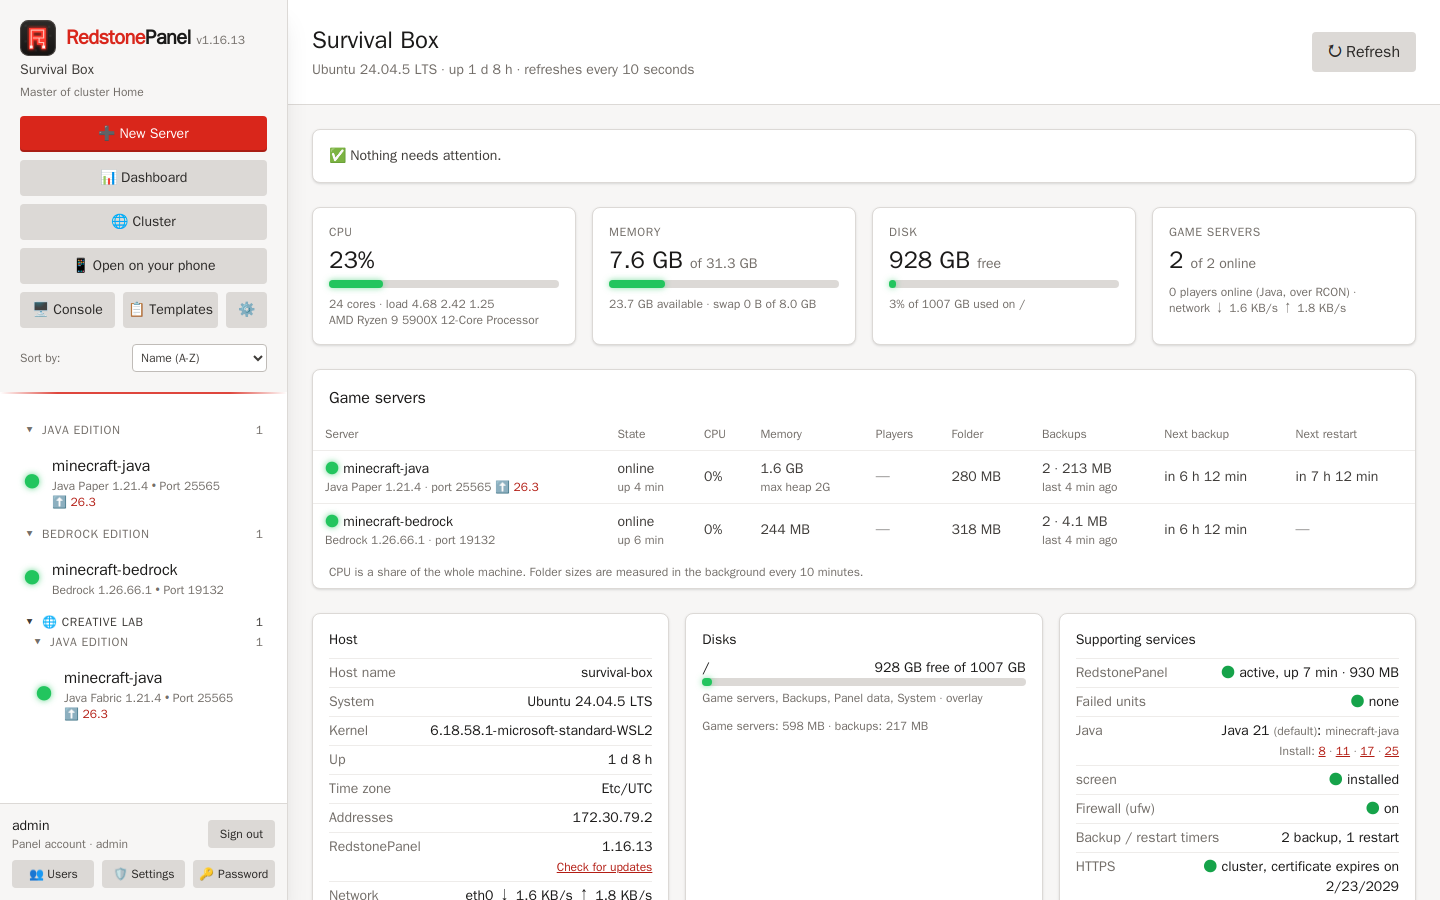 RedstonePanel v1.16.13
Survival Box
Master of cluster Home
➕ New Server
📊 Dashboard
🌐 Cluster
📱 Open on your phone
🖥️ Console
📋 Templates
⚙️
Sort by:
Name (A-Z)
▼ JAVA EDITION 1
minecraft-java
Java Paper 1.21.4 • Port 25565
⬆️ 26.3
▼ BEDROCK EDITION 1
minecraft-bedrock
Bedrock 1.26.66.1 • Port 19132
▼ 🌐 CREATIVE LAB 1
▼ JAVA EDITION 1
minecraft-java
Java Fabric 1.21.4 • Port 25565
⬆️ 26.3
admin
Panel account · admin
Sign out
👥 Users
🛡️ Settings
🔑 Password
Survival Box
Ubuntu 24.04.5 LTS · up 1 d 8 h · refreshes every 10 seconds
Refresh
✅ Nothing needs attention.
CPU
23%
24 cores · load 4.68 2.42 1.25
AMD Ryzen 9 5900X 12-Core Processor
MEMORY
7.6 GB of 31.3 GB
23.7 GB available · swap 0 B of 8.0 GB
DISK
928 GB free
3% of 1007 GB used on /
GAME SERVERS
2 of 2 online
0 players online (Java, over RCON) ·
network ↓ 1.6 KB/s ↑ 1.8 KB/s
Game servers
Server State CPU Memory Players Folder Backups Next backup Next restart
minecraft-java online 0% 1.6 GB — 280 MB 2 · 213 MB in 6 h 12 min in 7 h 12 min
Java Paper 1.21.4 · port 25565 ⬆️ 26.3 up 4 min max heap 2G last 4 min ago
minecraft-bedrock online 0% 244 MB — 318 MB 2 · 4.1 MB in 6 h 12 min —
Bedrock 1.26.66.1 · port 19132 up 6 min last 4 min ago
CPU is a share of the whole machine. Folder sizes are measured in the background every 10 minutes.
Host
Host name survival-box
System Ubuntu 24.04.5 LTS
Kernel 6.18.58.1-microsoft-standard-WSL2
Up 1 d 8 h
Time zone Etc/UTC
Addresses 172.30.79.2
RedstonePanel 1.16.13
Check for updates
Network eth0 ↓ 1.6 KB/s ↑ 1.8 KB/s
Disks
/ 928 GB free of 1007 GB
Game servers, Backups, Panel data, System · overlay
Game servers: 598 MB · backups: 217 MB
Supporting services
RedstonePanel active, up 7 min · 930 MB
Failed units none
Java Java 21 (default): minecraft-java
Install: 8 · 11 · 17 · 25
screen installed
Firewall (ufw) on
Backup / restart timers 2 backup, 1 restart
HTTPS cluster, certificate expires on
2/23/2029